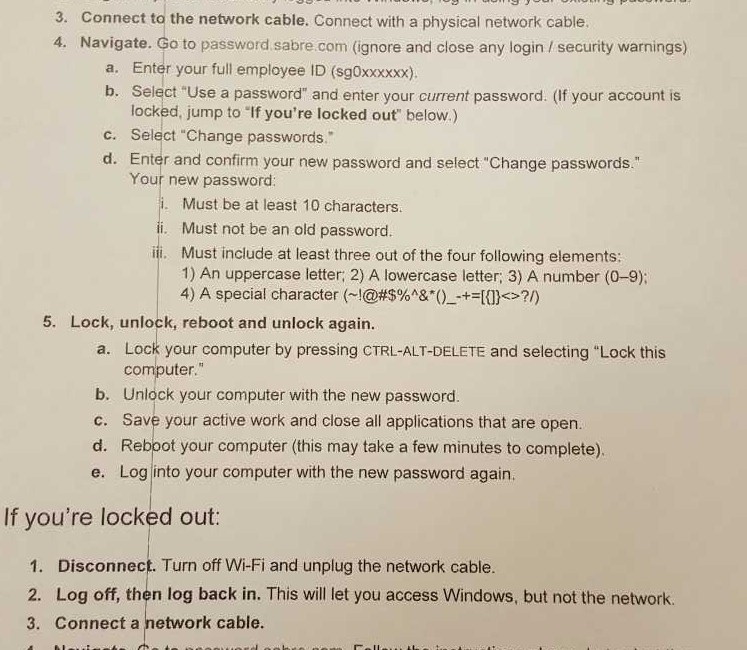 3. Connect to the network cable. Connect with a physical network cable.
4. Navigate. Go to password.sabre.com (ignore and close any login / security warnings)
a. Enter your full employee ID (sg0xxxxxx).
b. Select "Use a password" and enter your current password. (If your account is
locked, jump to "If you're locked out" below.)
c. Select "Change passwords."
d. Enter and confirm your new password and select "Change passwords."
Your new password:
i. Must be at least 10 characters.
ii. Must not be an old password.
iii. Must include at least three out of the four following elements:
1) An uppercase letter; 2) A lowercase letter; 3) A number (0–9);
4) A special character (~!@#$%^&*()_-+=[{]}<>?/)
5. Lock, unlock, reboot and unlock again.
a. Lock your computer by pressing CTRL-ALT-DELETE and selecting "Lock this
computer."
b. Unlock your computer with the new password.
c. Save your active work and close all applications that are open.
d. Reboot your computer (this may take a few minutes to complete).
e. Log into your computer with the new password again.
If you're locked out:
1. Disconnect. Turn off Wi-Fi and unplug the network cable.
2. Log off, then log back in. This will let you access Windows, but not the network.
3. Connect a network cable.